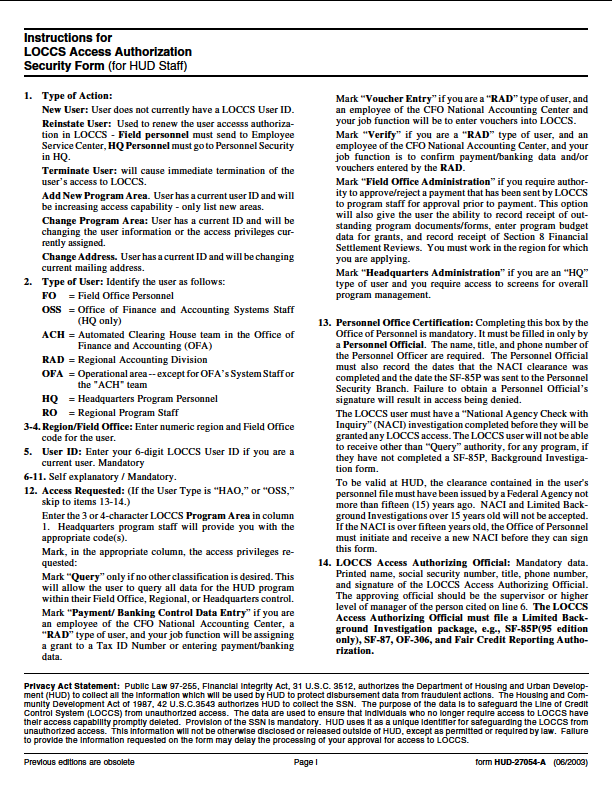 Instructions for
LOCCS Access Authorization
Security Form (for HUD Staff)
1. Type of Action:
New User: User does not currently have a LOCCS User ID.
Reinstate User: Used to renew the user accesss authoriza-
tion in LOCCS - Field personnel must send to Employee
Service Center, HQ Personnel must go to Personnel Security
in HQ.
Terminate User: will cause immediate termination of the
user's access to LOCCS.
Add New Program Area. User has a current user ID and will
be increasing access capability - only list new areas.
Change Program Area: User has a current ID and will be
changing the user information or the access privileges cur-
rently assigned.
Change Address. User has a current ID and will be changing
current mailing address.
2. Type of User: Identify the user as follows:
FO = Field Office Personnel
OSS = Office of Finance and Accounting Systems Staff
(HQ only)
ACH = Automated Clearing House team in the Office of
Finance and Accounting (OFA)
RAD = Regional Accounting Division
OFA = Operational area -- except for OFA's System Staff or
the "ACH" team
HQ = Headquarters Program Personnel
RO = Regional Program Staff
3-4. Region/Field Office: Enter numeric region and Field Office
code for the user.
5. User ID: Enter your 6-digit LOCCS User ID if you are a
current user. Mandatory
6-11. Self explanatory / Mandatory.
12. Access Requested: (If the User Type is “HAO,” or “OSS,”
skip to items 13-14.)
Enter the 3 or 4-character LOCCS Program Area in column
1. Headquarters program staff will provide you with the
appropriate code(s).
Mark, in the appropriate column, the access privileges re-
quested:
Mark “Query” only if no other classification is desired. This
will allow the user to query all data for the HUD program
within their Field Office, Regional, or Headquarters control.
Mark “Payment/ Banking Control Data Entry” if you are
an employee of the CFO National Accounting Center, a
“RAD” type of user, and your job function will be assigning
a grant to a Tax ID Number or entering payment/banking
data.
Mark “Voucher Entry” if you are a “RAD” type of user, and
an employee of the CFO National Accounting Center and
your job function will be to enter vouchers into LOCCS.
Mark “Verify” if you are a “RAD” type of user, and an
employee of the CFO National Accounting Center, and your
job function is to confirm payment/banking data and/or
vouchers entered by the RAD.
Mark “Field Office Administration” if you require author-
ity to approve/reject a payment that has been sent by LOCCS
to program staff for approval prior to payment. This option
will also give the user the ability to record receipt of out-
standing program documents/forms, enter program budget
data for grants, and record receipt of Section 8 Financial
Settlement Reviews. You must work in the region for which
you are applying.
Mark “Headquarters Administration” if you are an “HQ”
type of user and you require access to screens for overall
program management.
13. Personnel Office Certification: Completing this box by the
Office of Personnel is mandatory. It must be filled in only by
a Personnel Official. The name, title, and phone number of
the Personnel Officer are required. The Personnel Official
must also record the dates that the NACI clearance was
completed and the date the SF-85P was sent to the Personnel
Security Branch. Failure to obtain a Personnel Official's
signature will result in access being denied.
The LOCCS user must have a “National Agency Check with
Inquiry” (NACI) investigation completed before they will be
granted any LOCCS access. The LOCCS user will not be able
to receive other than “Query” authority, for any program, if
they have not completed a SF-85P, Background Investiga-
tion form.
To be valid at HUD, the clearance contained in the user's
personnel file must have been issued by a Federal Agency not
more than fifteen (15) years ago. NACI and Limited Back-
ground Investigations over 15 years old will not be accepted.
If the NACI is over fifteen years old, the Office of Personnel
must initiate and receive a new NACI before they can sign
this form.
14. LOCCS Access Authorizing Official: Mandatory data.
Printed name, social security number, title, phone number,
and signature of the LOCCS Access Authorizing Official.
The approving official should be the supervisor or higher
level of manager of the person cited on line 6. The LOCCS
Access Authorizing Official must file a Limited Back-
ground Investigation package, e.g., SF-85P(95 edition
only), SF-87, OF-306, and Fair Credit Reporting Autho-
rization.
Privacy Act Statement: Public Law 97-255, Financial Integrity Act, 31 U.S.C. 3512, authorizes the Department of Housing and Urban Develop-
ment (HUD) to collect all the information which will be used by HUD to protect disbursement data from fraudulent actions. The Housing and Com-
munity Development Act of 1987, 42 U.S.C.3543 authorizes HUD to collect the SSN. The purpose of the data is to safeguard the Line of Credit
Control System (LOCCS) from unauthorized access. The data are used to ensure that individuals who no longer require access to LOCCS have
their access capability promptly deleted. Provision of the SSN is mandatory. HUD uses it as a unique identifier for safeguarding the LOCCS from
unauthorized access. This information will not be otherwise disclosed or released outside of HUD, except as permitted or required by law. Failure
to provide the information requested on the form may delay the processing of your approval for access to LOCCS.
Previous editions are obsolete
Page I
form HUD-27054-A (06/2003)